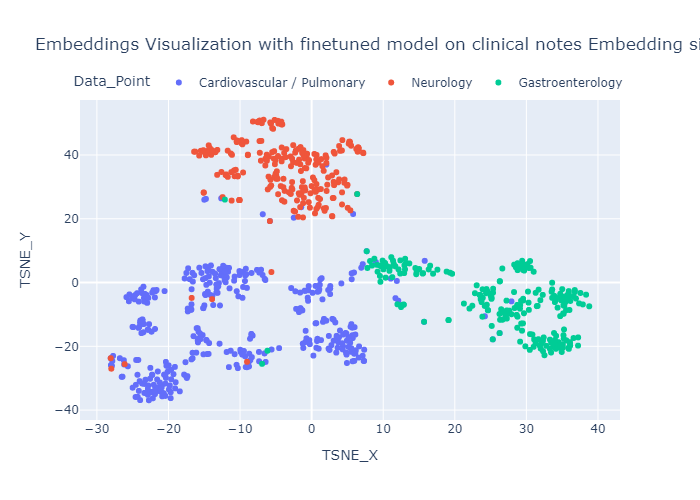 Embeddings Visualization with finetuned model on clinical notes Embedding si
Data_Point Cardiovascular / Pulmonary Neurology Gastroenterology
TSNE_Y
40
20
0
−20
−40
−30 −20 −10 0 10 20 30 40
TSNE_X